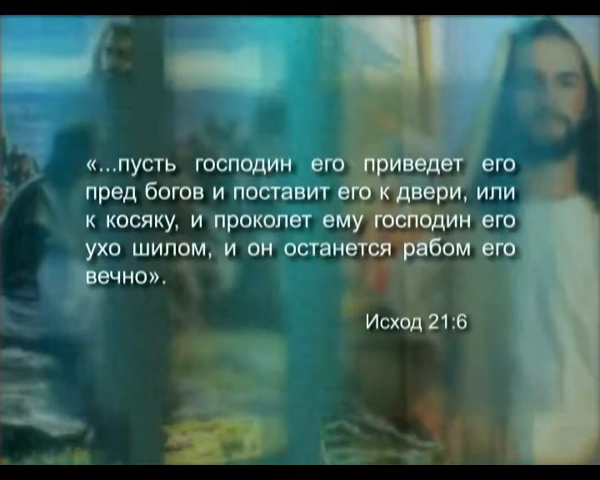 «...пусть господин его приведет его
пред богов и поставит его к двери, или
к косяку, и проколет ему господин его
ухо шилом, и он останется рабом его
вечно».
Исход 21:6